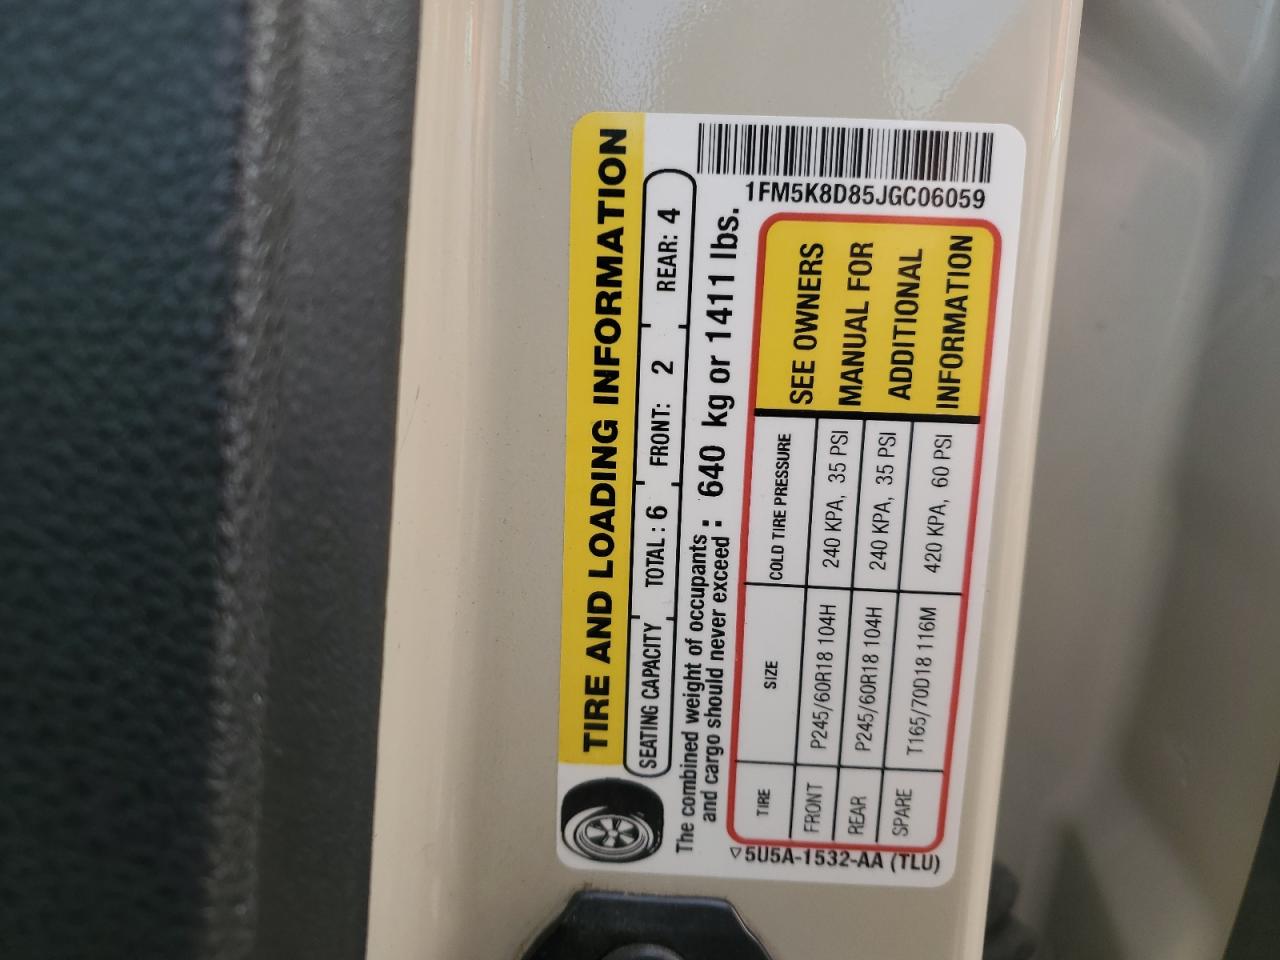 TIRE AND LOADING INFORMATION
SEATING CAPACITY TOTAL : 6 FRONT: 2 REAR: 4
The combined weight of occupants
and cargo should never exceed : 640 kg or 1411 lbs.
1FM5K8D85JGC06059
TIRE SIZE COLD TIRE PRESSURE
FRONT P245/60R18 104H 240 KPA, 35 PSI
REAR P245/60R18 104H 240 KPA, 35 PSI
SPARE T165/70D18 116M 420 KPA, 60 PSI
SEE OWNERS
MANUAL FOR
ADDITIONAL
INFORMATION
▽5U5A-1532-AA (TLU)